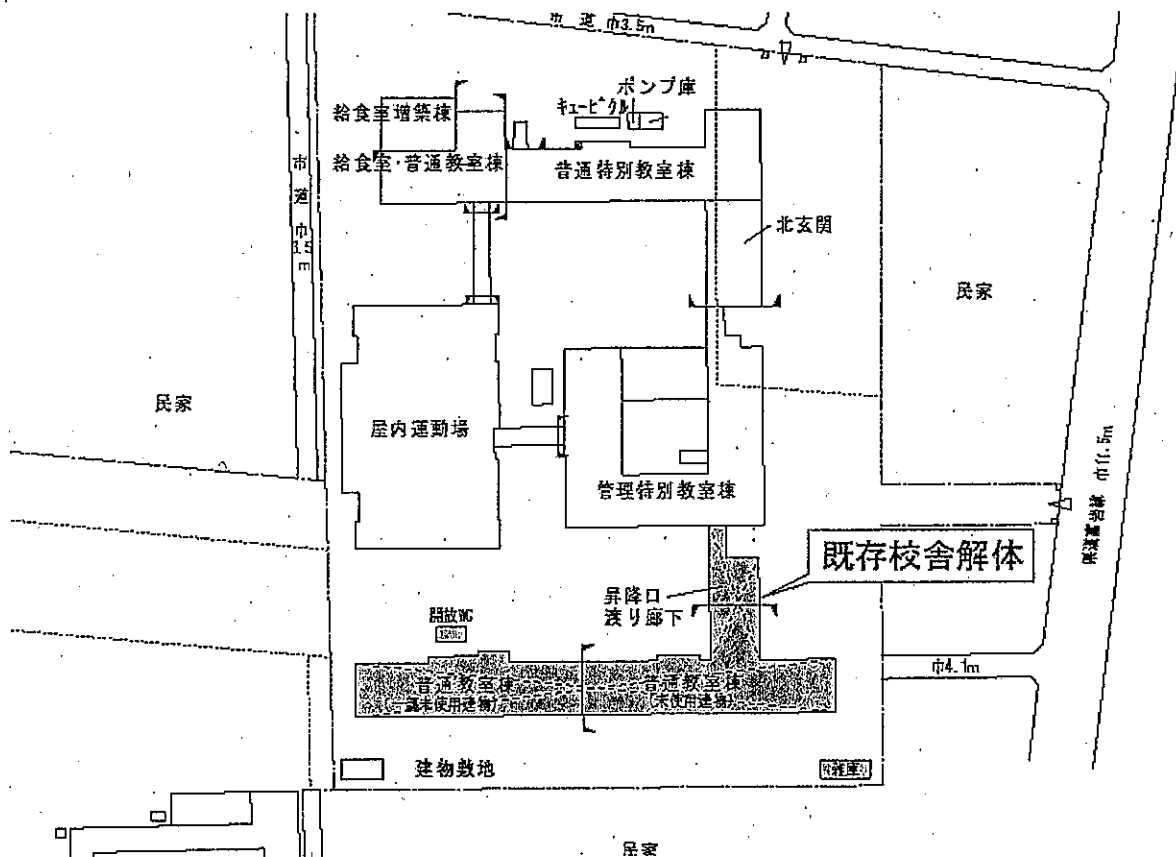 市道 巾3.5m
ポンプ庫
キュービクル
給食室増築棟
給食室・普通教室棟
普通特別教室棟
市道 巾3.5m
北玄関
民家
民家
屋内運動場
管理特別教室棟
巾11.5m
既存校舎解体
昇降口
渡り廊下
開放WC
巾4.1m
普通教室棟
普通教室棟
(未使用建物)
建物敷地
民家